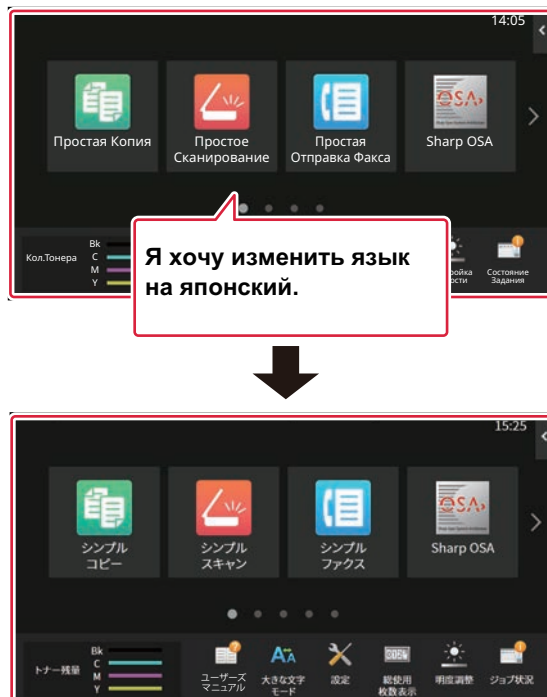 14:05
Простая Копия
Простое
Сканирование
Простая
Отправка Факса
Sharp OSA
Кол.Тонера
Bk
C
M
Y
Состояние
Задания
Я хочу изменить язык
на японский.
15:25
シンプル
コピー
シンプル
スキャン
シンプル
ファクス
Sharp OSA
トナー残量
Bk
C
M
Y
ユーザーズ
マニュアル
大きな文字
モード
設定
総使用
枚数表示
明度調整
ジョブ状況